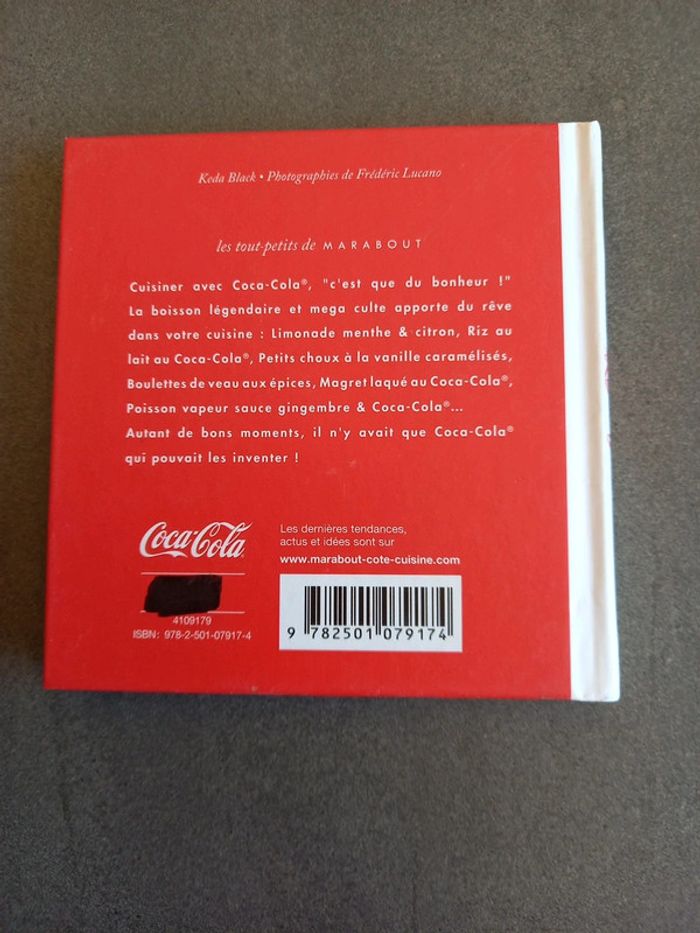 Keda Black • Photographies de Frédéric Lucano
les tout-petits de MARABOUT
Cuisiner avec Coca-Cola®, "c'est que du bonheur !"
La boisson légendaire et mega culte apporte du rêve
dans votre cuisine : Limonade menthe & citron, Riz au
lait au Coca-Cola®, Petits choux à la vanille caramélisés,
Boulettes de veau aux épices, Magret laqué au Coca-Cola®,
Poisson vapeur sauce gingembre & Coca-Cola®...
Autant de bons moments, il n'y avait que Coca-Cola®
qui pouvait les inventer !
Coca-Cola
Les dernières tendances,
actus et idées sont sur
www.marabout-cote-cuisine.com
4109179
ISBN: 978-2-501-07917-4
9 782501 079174